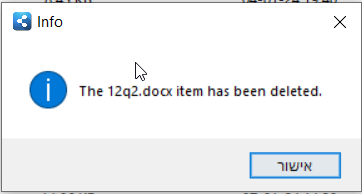 Info
The 12q2.docx item has been deleted.
אישור